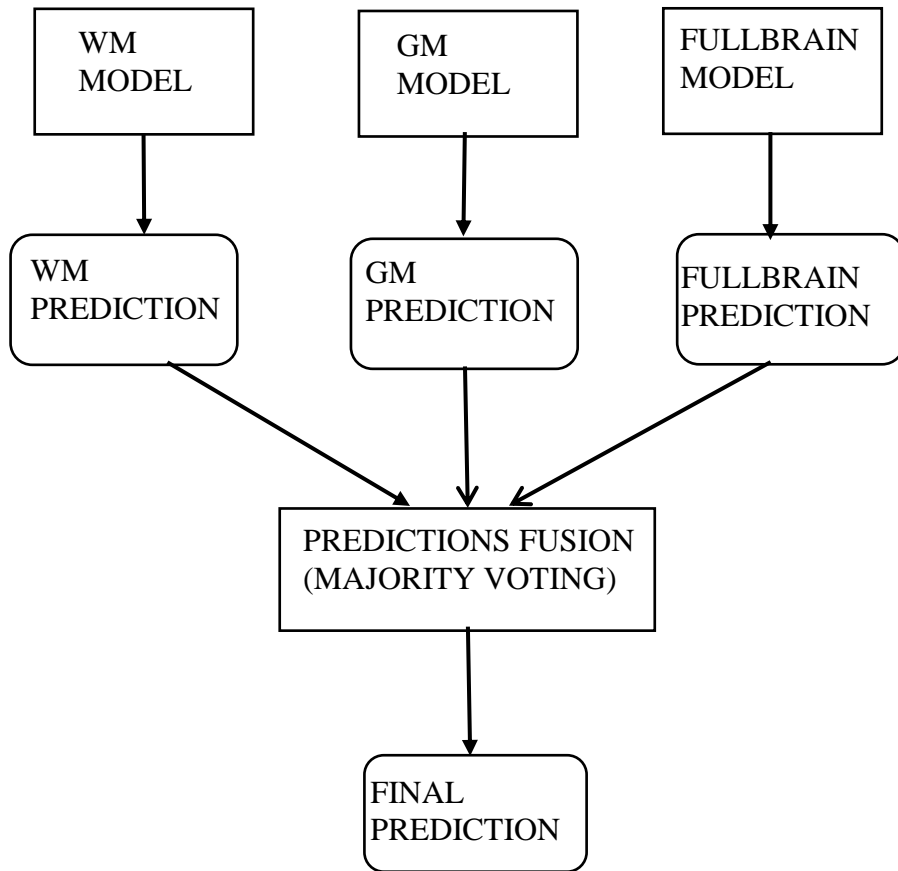 WM
MODEL
GM
MODEL
FULLBRAIN
MODEL
WM
PREDICTION
GM
PREDICTION
FULLBRAIN
PREDICTION
PREDICTIONS FUSION
(MAJORITY VOTING)
FINAL
PREDICTION